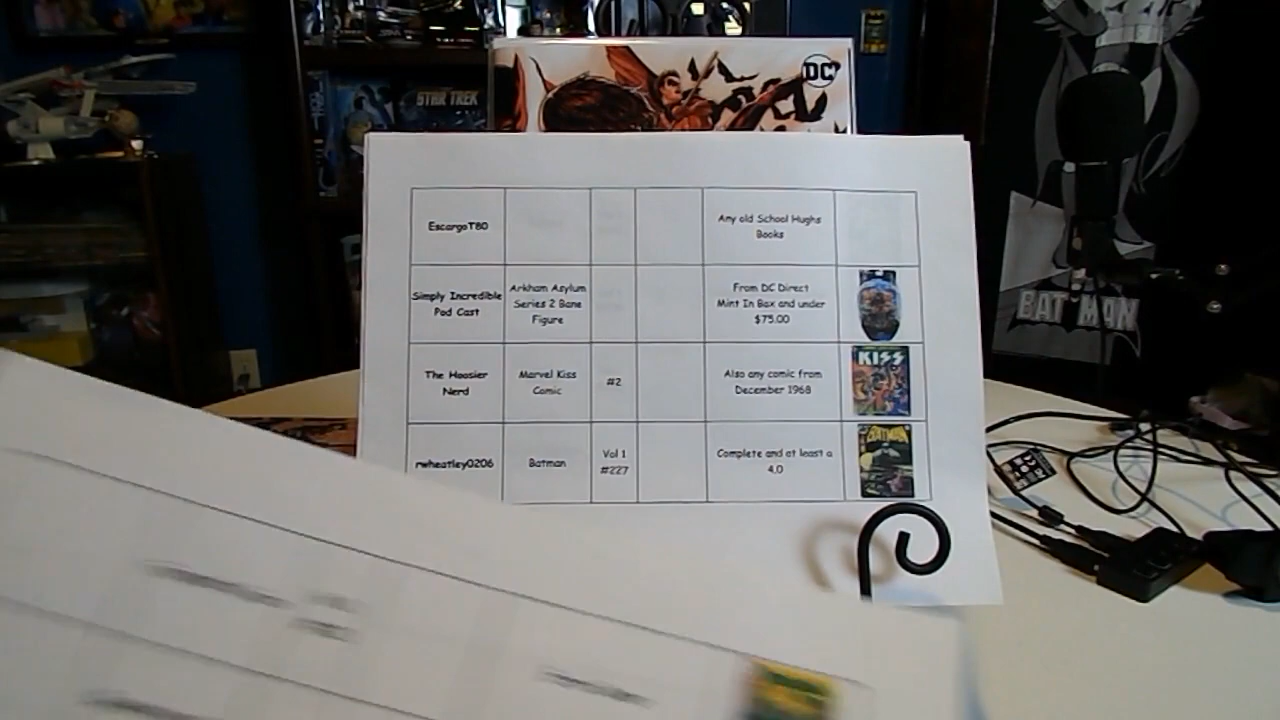 DC
STAR TREK
EscargoT80
Any old School Hughs
Books
Simply Incredible
Pod Cast
Arkham Asylum
Series 2 Bane
Figure
From DC Direct
Mint In Box and under
$75.00
The Hoosier
Nerd
Marvel Kiss
Comic
#2
Also any comic from
December 1968
KISS
rwheatley0206
Batman
Vol 1
#227
Complete and at least a
4.0
BATMAN
BATMAN